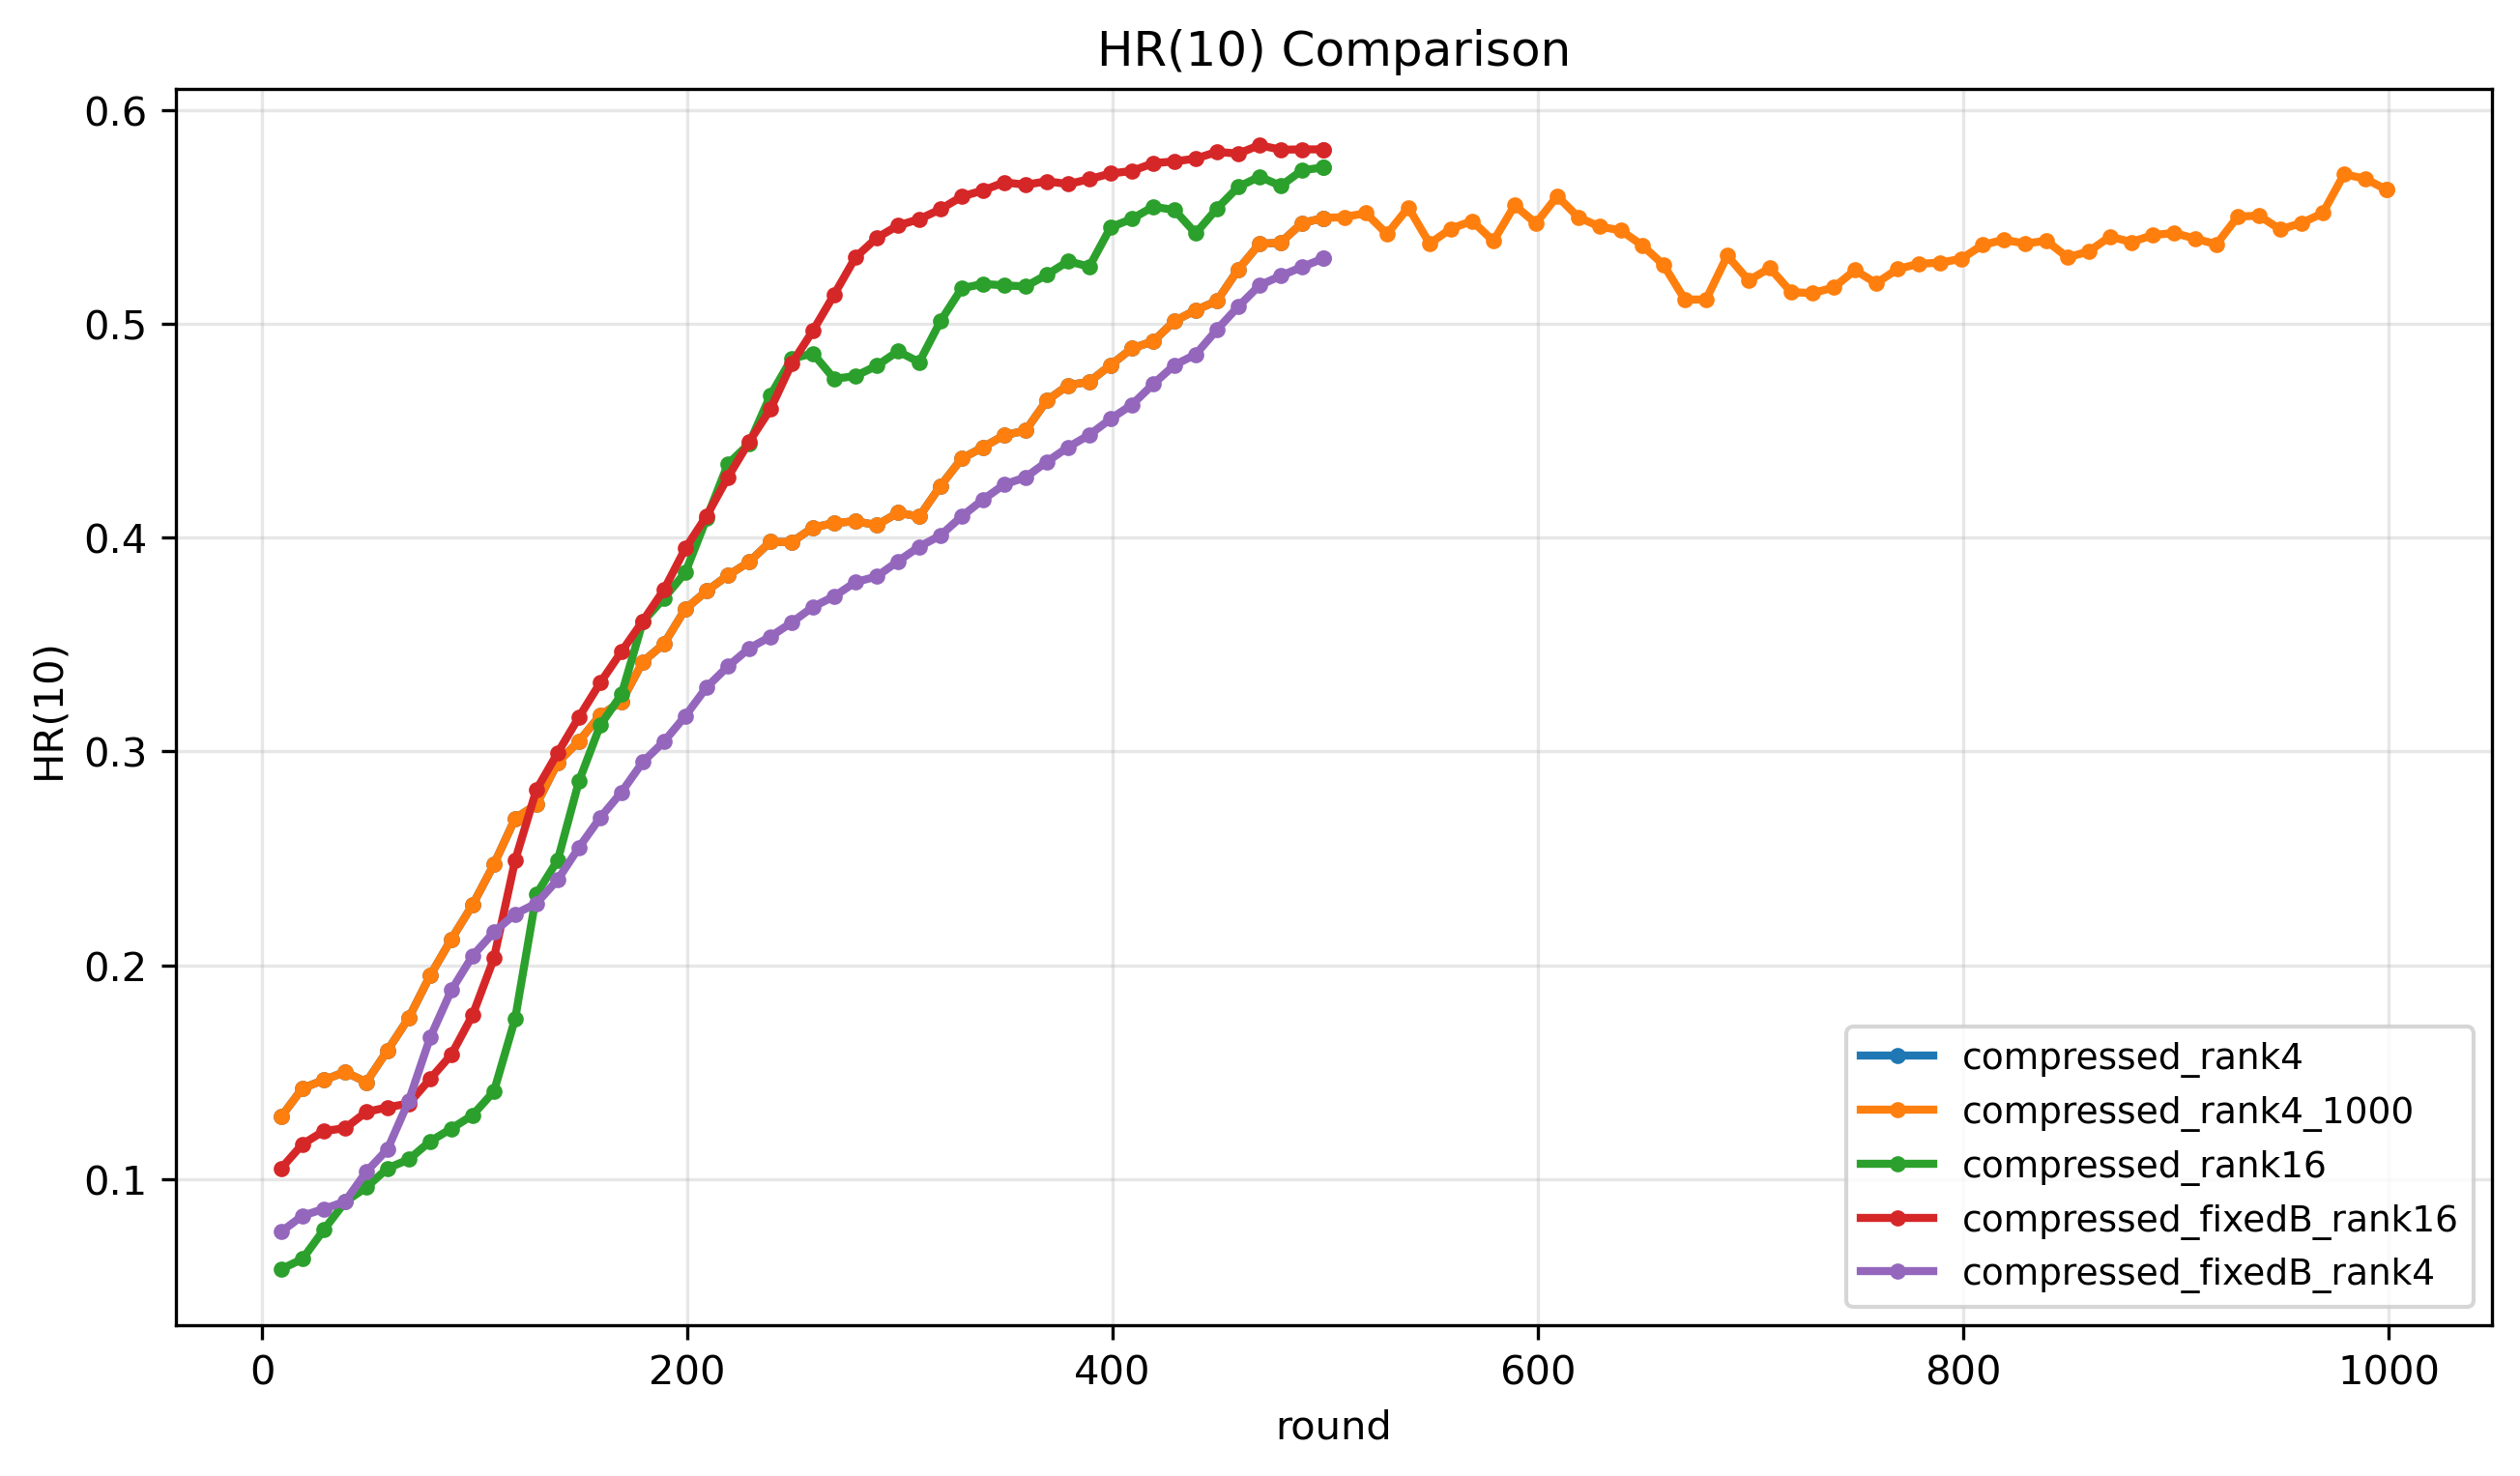 HR(10) Comparison
HR(10)
0.6
0.5
0.4
0.3
0.2
0.1
0 200 400 600 800 1000
round
compressed_rank4
compressed_rank4_1000
compressed_rank16
compressed_fixedB_rank16
compressed_fixedB_rank4